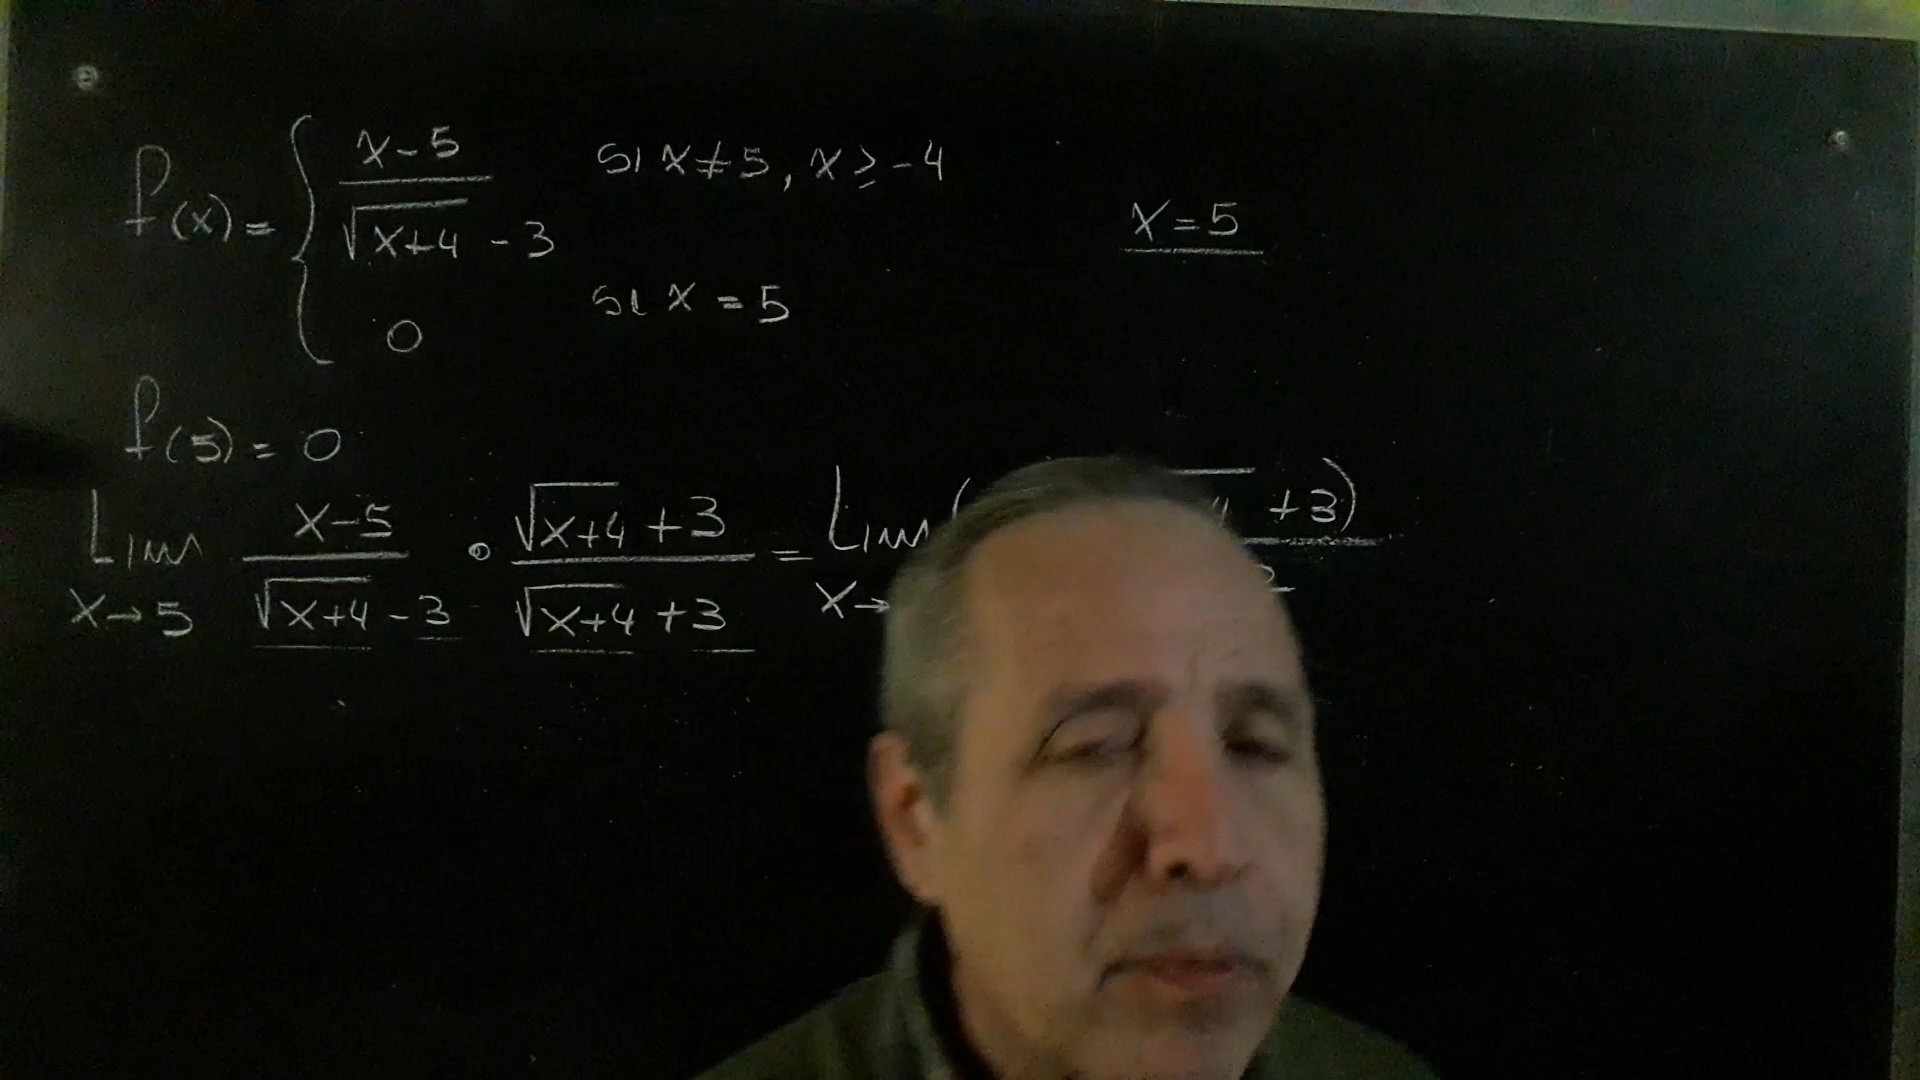 f(x) = { x-5 / √x+4 - 3 si x≠5, x ≥ -4
x = 5
0 si x = 5
f(5) = 0
Lim x→5 x-5 / √x+4 - 3 · √x+4 + 3 / √x+4 + 3 = Lim x→ ( +3)